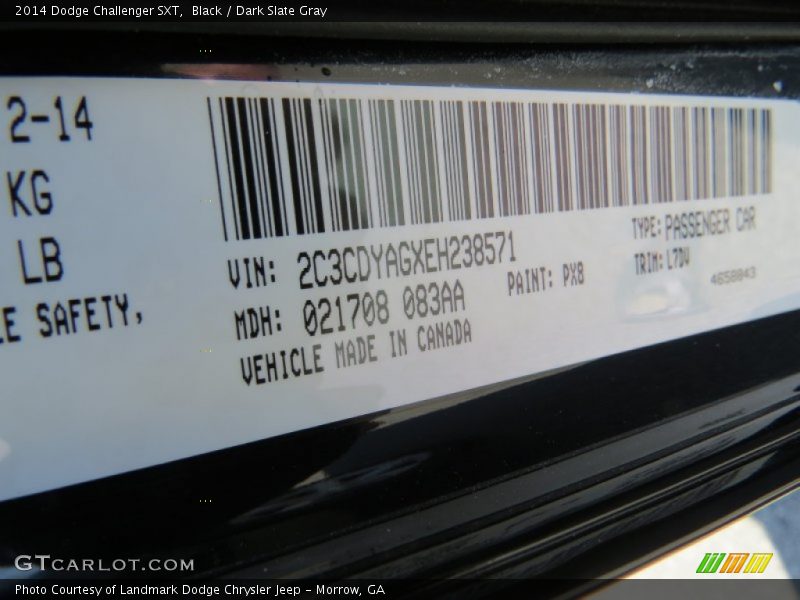 2014 Dodge Challenger SXT,  Black / Dark Slate Gray
2-14
KG
LB
LE SAFETY,
VIN: 2C3CDYAGXEH238571
MDH: 021708 083AA
VEHICLE MADE IN CANADA
PAINT: PX8
TYPE: PASSENGER CAR
TRIM: L7DV
4658843
GTCARLOT.COM
Photo Courtesy of Landmark Dodge Chrysler Jeep - Morrow, GA